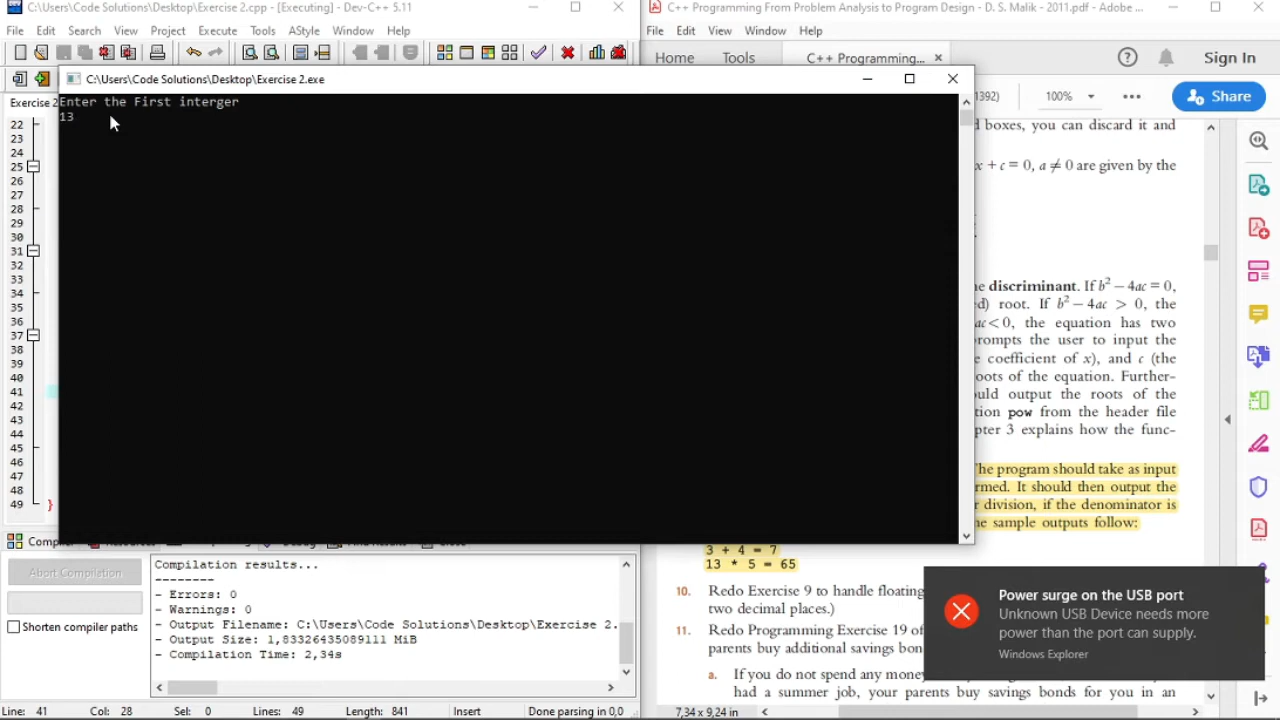 C:\Users\Code Solutions\Desktop\Exercise 2.cpp - [Executing] - Dev-C++ 5.11
File Edit Search View Project Execute Tools AStyle Window Help
C++ Programming From Problem Analysis to Program Design - D. S. Malik - 2011.pdf - Adobe ...
File Edit View Window Help
Home Tools C++ Programming... × Sign In
1392) 100% Share
C:\Users\Code Solutions\Desktop\Exercise 2.exe
Exercise 2
Enter the First interger
13
22
23
24
25
26
27
28
29
30
31
32
33
34
35
36
37
38
39
40
41
42
43
44
45
46
47
48
49 }
d boxes, you can discard it and
x + c = 0, a ≠ 0 are given by the
e discriminant. If b² − 4ac = 0,
ed) root. If b² − 4ac > 0, the
ac < 0, the equation has two
prompts the user to input the
e coefficient of x), and c (the
oots of the equation. Further-
uld output the roots of the
tion pow from the header file
pter 3 explains how the func-
he program should take as input
rmed. It should then output the
r division, if the denominator is
ne sample outputs follow:
3 + 4 = 7
13 * 5 = 65
10. Redo Exercise 9 to handle floating
two decimal places.)
11. Redo Programming Exercise 19 of
parents buy additional savings bon
a. If you do not spend any money
had a summer job, your parents buy savings bonds for you in an
7,34 x 9,24 in
Power surge on the USB port
Unknown USB Device needs more
power than the port can supply.
Windows Explorer
Abort Compilation
Shorten compiler paths
Compilation results...
--------
- Errors: 0
- Warnings: 0
- Output Filename: C:\Users\Code Solutions\Desktop\Exercise 2.
- Output Size: 1,83326435089111 MiB
- Compilation Time: 2,34s
Line: 41 Col: 28 Sel: 0 Lines: 49 Length: 841 Insert Done parsing in 0,0